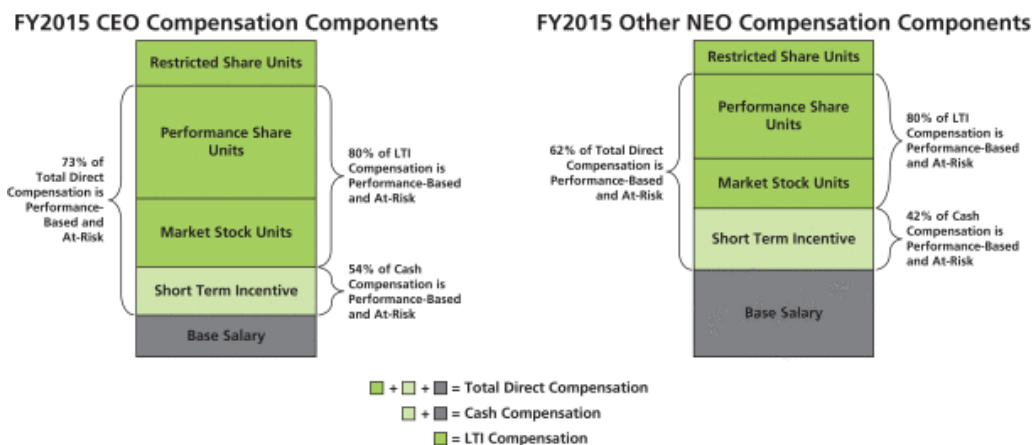 FY2015 CEO Compensation Components
Restricted Share Units
Performance Share
Units
Market Stock Units
Short Term Incentive
Base Salary
73% of
Total Direct
Compensation is
Performance-
Based and
At-Risk
80% of LTI
Compensation is
Performance-Based
and At-Risk
54% of Cash
Compensation is
Performance-Based
and At-Risk
FY2015 Other NEO Compensation Components
Restricted Share Units
Performance Share
Units
Market Stock Units
Short Term Incentive
Base Salary
62% of Total Direct
Compensation is
Performance-Based
and At-Risk
80% of LTI
Compensation is
Performance-Based
and At-Risk
42% of Cash
Compensation is
Performance-Based
and At-Risk
+ + = Total Direct Compensation
+ = Cash Compensation
= LTI Compensation